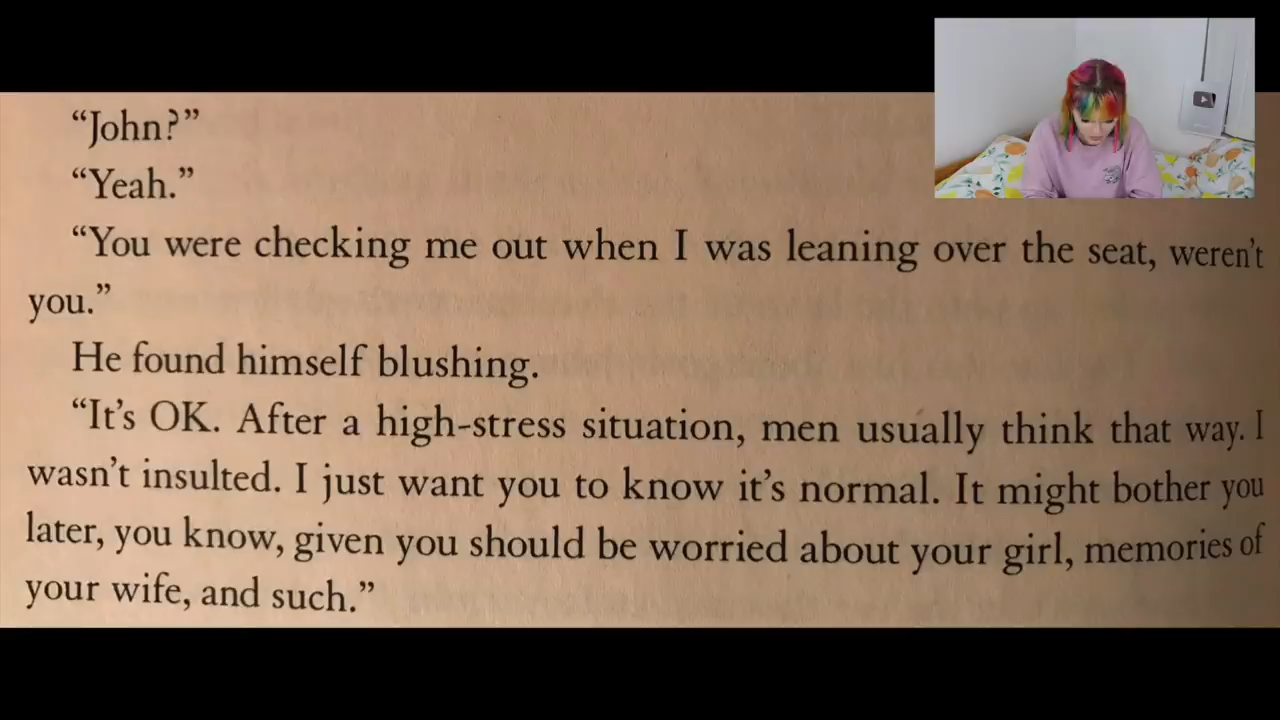 “John?”
“Yeah.”
“You were checking me out when I was leaning over the seat, weren’t
you.”
He found himself blushing.
“It’s OK. After a high-stress situation, men usually think that way. I
wasn’t insulted. I just want you to know it’s normal. It might bother you
later, you know, given you should be worried about your girl, memories of
your wife, and such.”